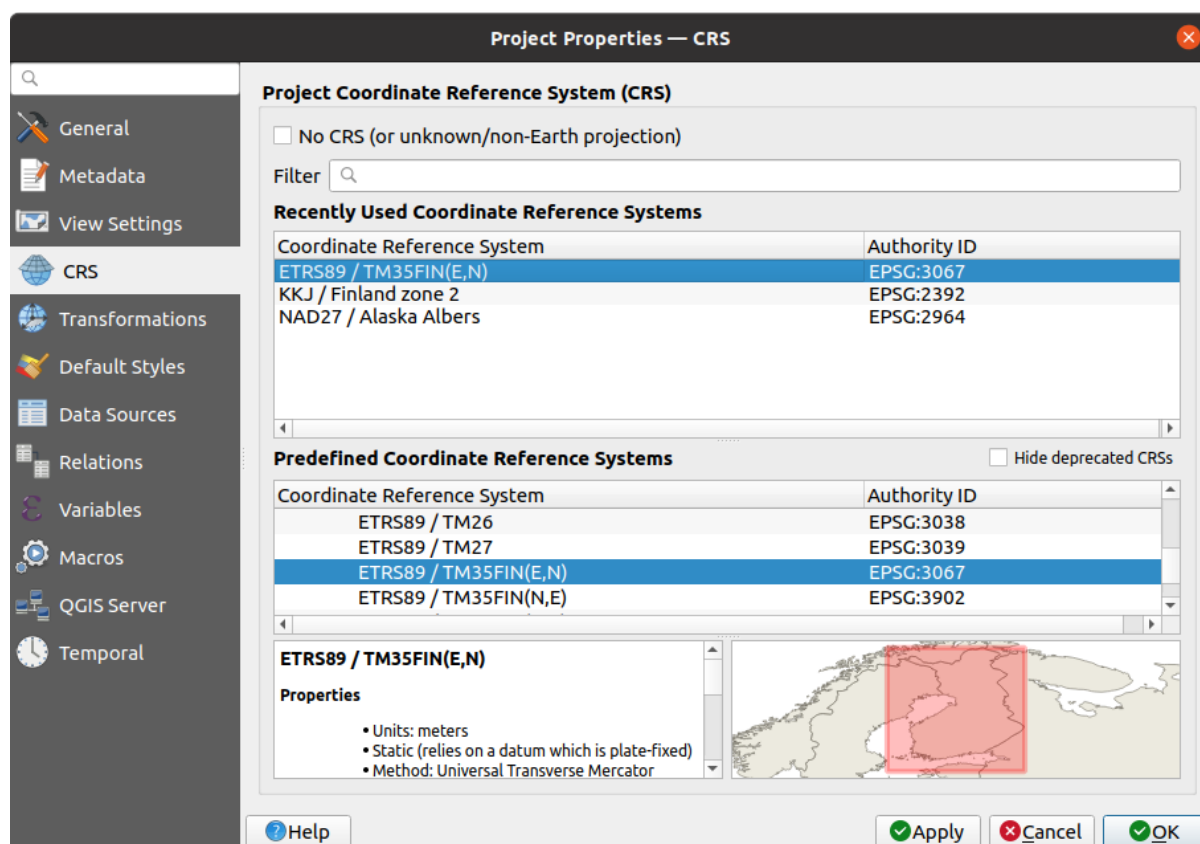 Project Properties — CRS
General
Metadata
View Settings
CRS
Transformations
Default Styles
Data Sources
Relations
Variables
Macros
QGIS Server
Temporal
Project Coordinate Reference System (CRS)
No CRS (or unknown/non-Earth projection)
Filter
Recently Used Coordinate Reference Systems
Coordinate Reference System Authority ID
ETRS89 / TM35FIN(E,N) EPSG:3067
KKJ / Finland zone 2 EPSG:2392
NAD27 / Alaska Albers EPSG:2964
Predefined Coordinate Reference Systems Hide deprecated CRSs
Coordinate Reference System Authority ID
ETRS89 / TM26 EPSG:3038
ETRS89 / TM27 EPSG:3039
ETRS89 / TM35FIN(E,N) EPSG:3067
ETRS89 / TM35FIN(N,E) EPSG:3902
ETRS89 / TM35FIN(E,N)
Properties
• Units: meters
• Static (relies on a datum which is plate-fixed)
• Method: Universal Transverse Mercator
Help Apply Cancel OK